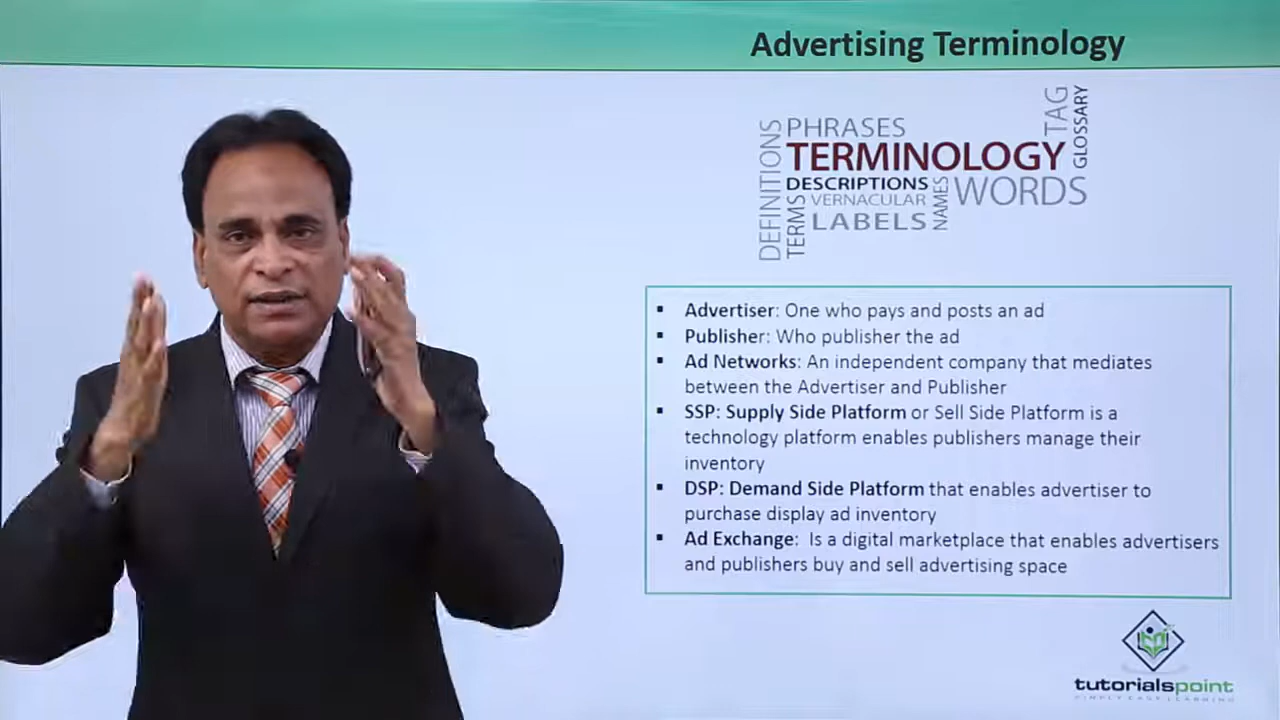 Advertising Terminology
DEFINITIONS
TERMS
PHRASES
TERMINOLOGY
DESCRIPTIONS
VERNACULAR
LABELS
NAMES
WORDS
TAG
GLOSSARY
▪ Advertiser: One who pays and posts an ad
▪ Publisher: Who publisher the ad
▪ Ad Networks: An independent company that mediates
between the Advertiser and Publisher
▪ SSP: Supply Side Platform or Sell Side Platform is a
technology platform enables publishers manage their
inventory
▪ DSP: Demand Side Platform that enables advertiser to
purchase display ad inventory
▪ Ad Exchange: Is a digital marketplace that enables advertisers
and publishers buy and sell advertising space
tutorialspoint
SIMPLY EASY LEARNING